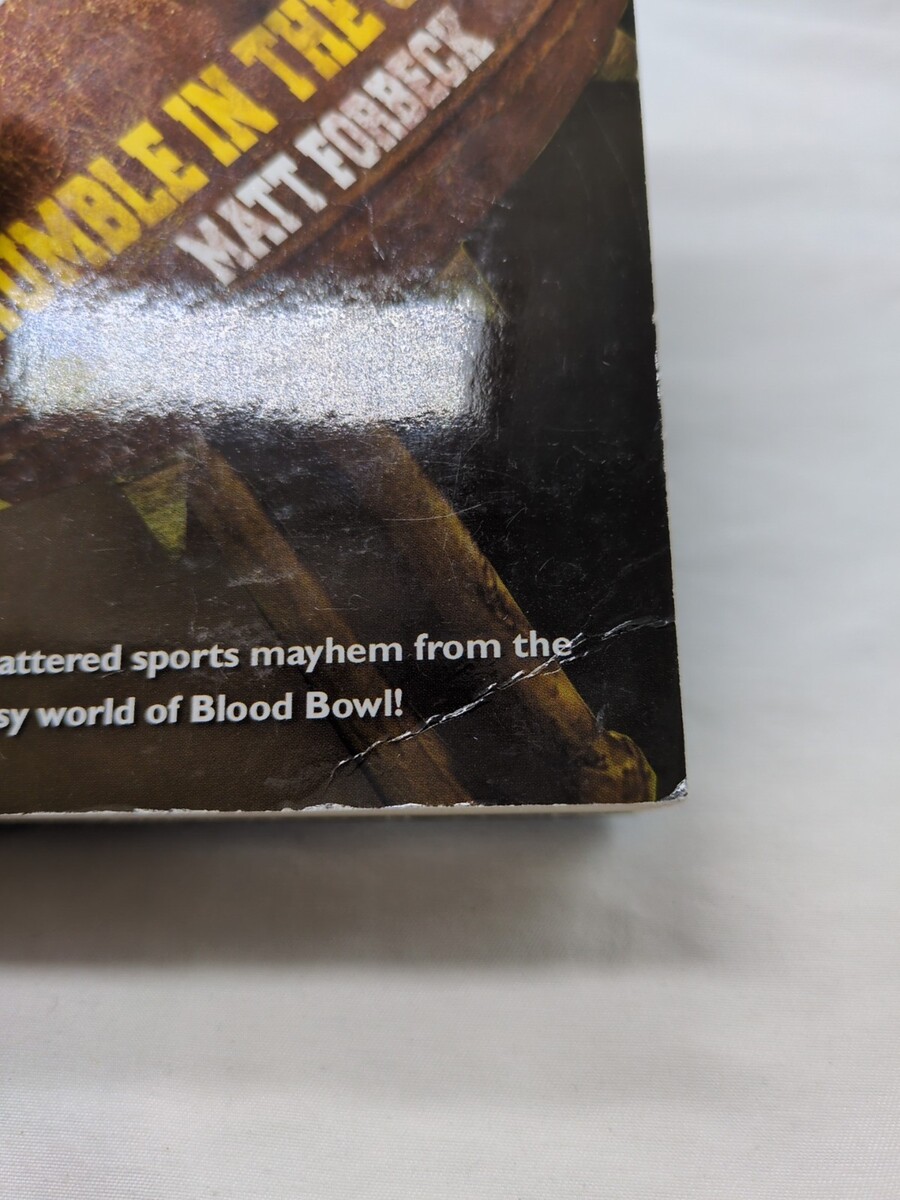 UMBLE IN THE
MATT FORBECK
attered sports mayhem from the
sy world of Blood Bowl!